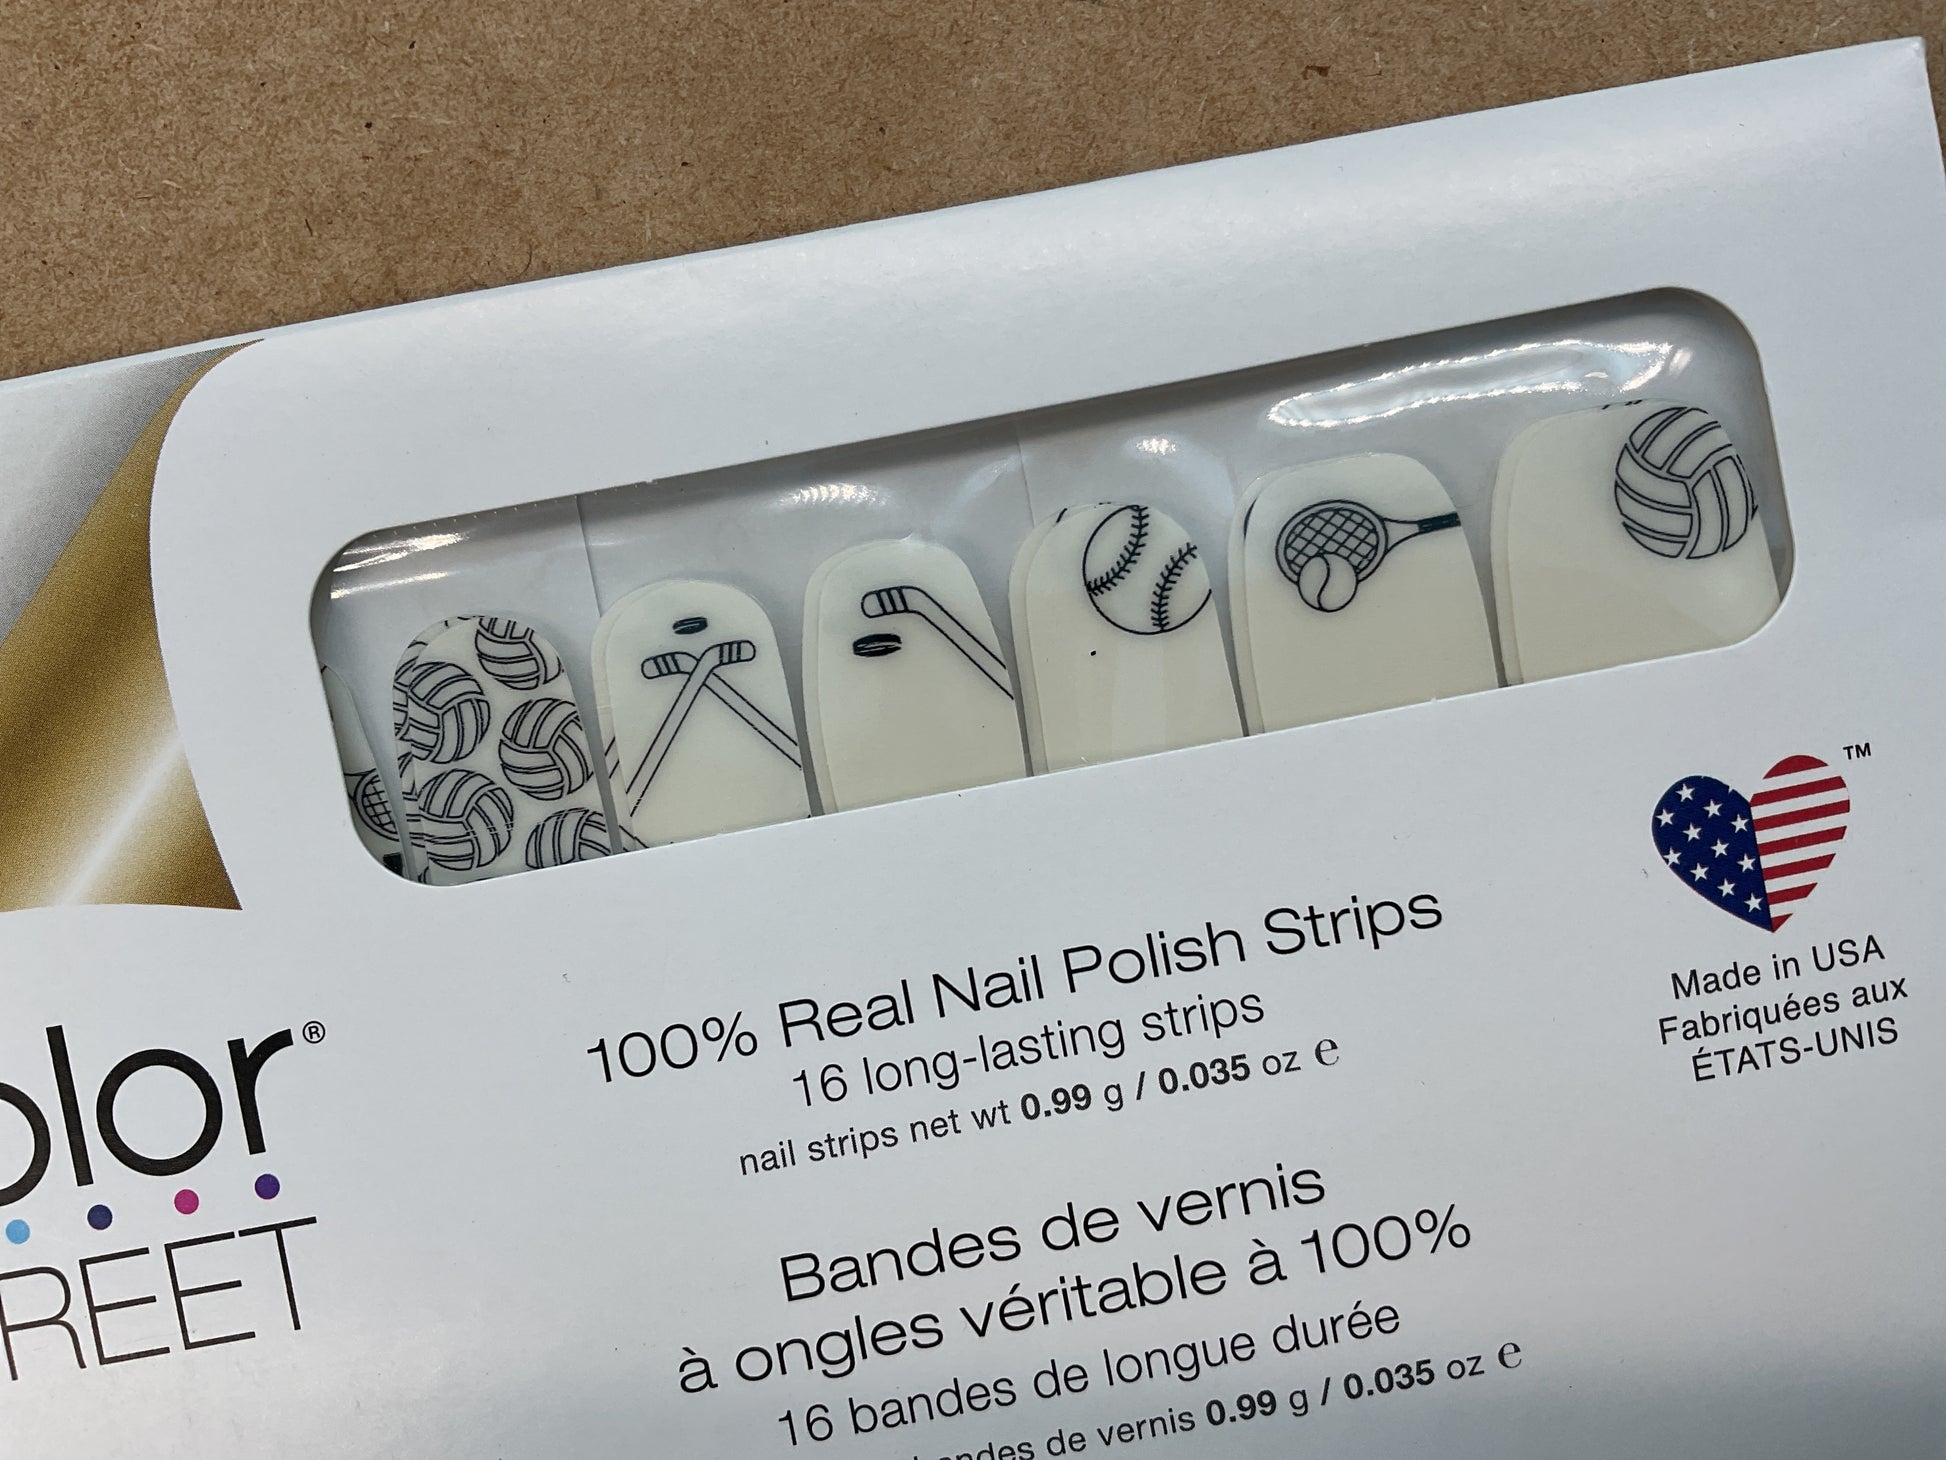 100% Real Nail Polish Strips
16 long-lasting strips
nail strips net wt 0.99 g / 0.035 oz ℮
Bandes de vernis
à ongles véritable à 100%
16 bandes de longue durée
de vernis 0.99 g / 0.035 oz ℮
TM
Made in USA
Fabriquées aux
ÉTATS-UNIS
olor®
REET